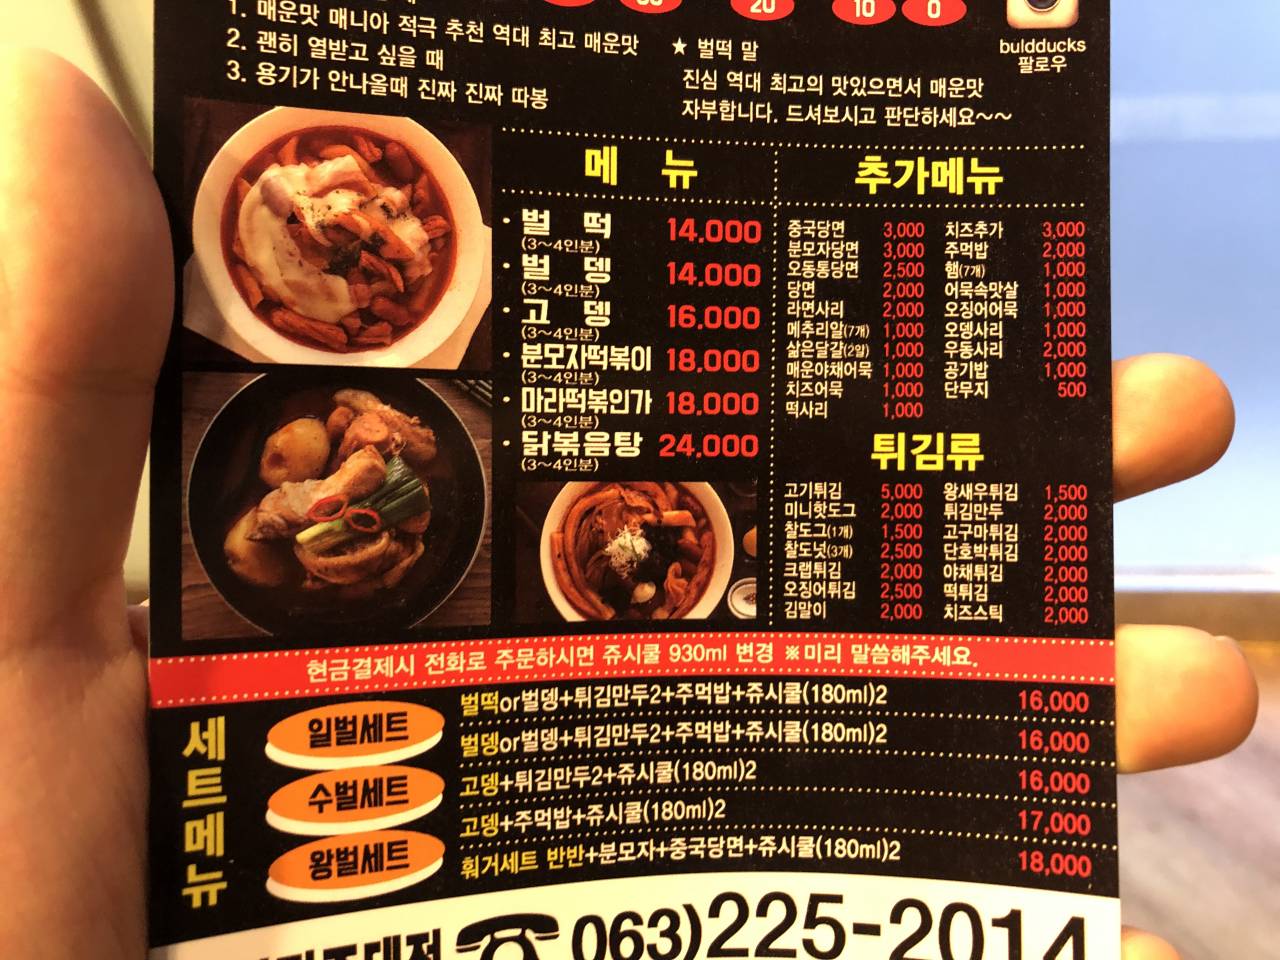 1. 매운맛 매니아 적극 추천 역대 최고 매운맛
2. 괜히 열받고 싶을 때
3. 용기가 안나올때 진짜 진짜 따봉
20
10
0
★ 벌떡 말
진심 역대 최고의 맛있으면서 매운맛
자부합니다. 드셔보시고 판단하세요~~
buldducks
팔로우
메 뉴
· 벌 떡 14.000
(3~4인분)
· 벌 뎅 14.000
(3~4인분)
· 고 뎅 16.000
(3~4인분)
· 분모자떡볶이 18.000
(3~4인분)
· 마라떡볶인가 18.000
(3~4인분)
· 닭볶음탕 24.000
(3~4인분)
추가메뉴
중국당면 3,000 치즈추가 3,000
분모자당면 3,000 주먹밥 2,000
오동통당면 2,500 햄(7개) 1,000
당면 2,000 어묵속맛살 1,000
라면사리 2,000 오징어어묵 1,000
메추리알(7개) 1,000 오뎅사리 1,000
삶은달걀(2알) 1,000 우동사리 2,000
매운야채어묵 1,000 공기밥 1,000
치즈어묵 1,000 단무지 500
떡사리 1,000
튀김류
고기튀김 5,000 왕새우튀김 1,500
미니핫도그 2,000 튀김만두 2,000
찰도그(1개) 1,500 고구마튀김 2,000
찰도넛(3개) 2,500 단호박튀김 2,000
크랩튀김 2,000 야채튀김 2,000
오징어튀김 2,500 떡튀김 2,000
김말이 2,000 치즈스틱 2,000
현금결제시 전화로 주문하시면 쥬시쿨 930ml 변경 ※미리 말씀해주세요.
세트메뉴
일벌세트
수벌세트
왕벌세트
벌떡or벌뎅+튀김만두2+주먹밥+쥬시쿨(180ml)2 16,000
벌뎅or벌뎅+튀김만두2+주먹밥+쥬시쿨(180ml)2 16,000
고뎅+튀김만두2+쥬시쿨(180ml)2 16,000
고뎅+주먹밥+쥬시쿨(180ml)2 17,000
훠거세트 반반+분모자+중국당면+쥬시쿨(180ml)2 18,000
063)225-2014